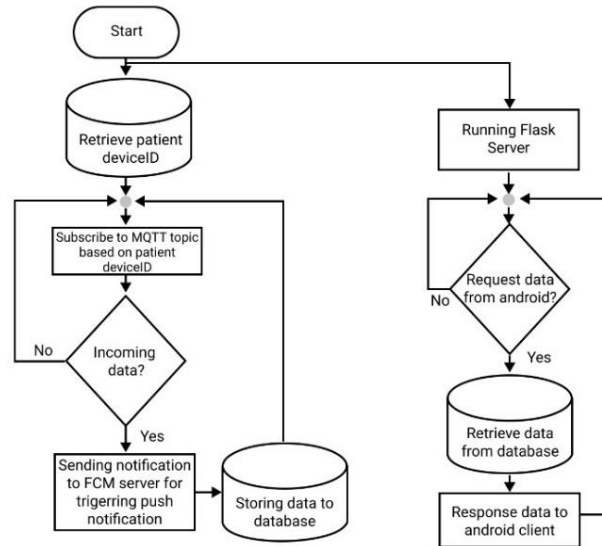 Start
Retrieve patient
deviceID
Subscribe to MQTT topic
based on patient
deviceID
No
Incoming
data?
Yes
Sending notification
to FCM server for
trigerring push
notification
Storing data to
database
Running Flask
Server
Request data
from android?
No
Yes
Retrieve data
from database
Response data to
android client